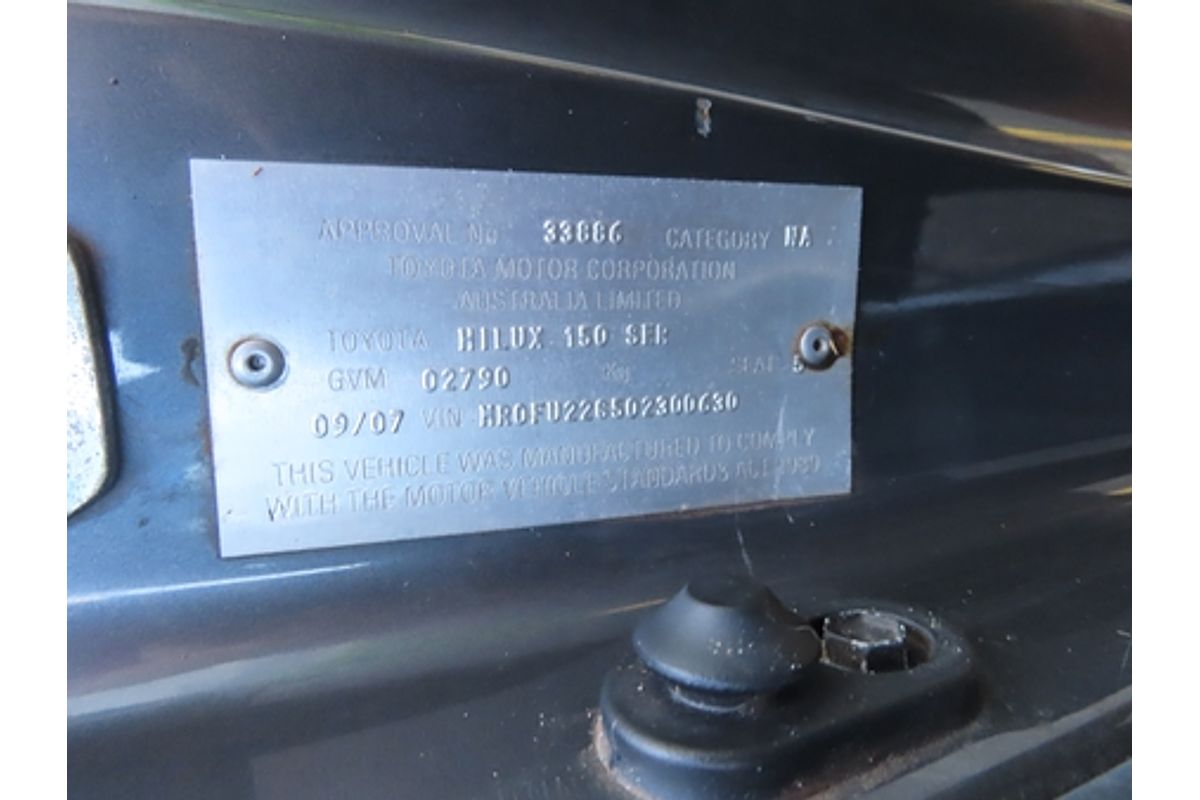 APPROVAL No 33886 CATEGORY NA
TOYOTA MOTOR CORPORATION
AUSTRALIA LIMITED
TOYOTA HILUX 150 SER
GVM 02790 Kg SEAT 5
09/07 VIN MR0FU22G502300630
THIS VEHICLE WAS MANUFACTURED TO COMPLY
WITH THE MOTOR VEHICLE STANDARDS ACT 1989